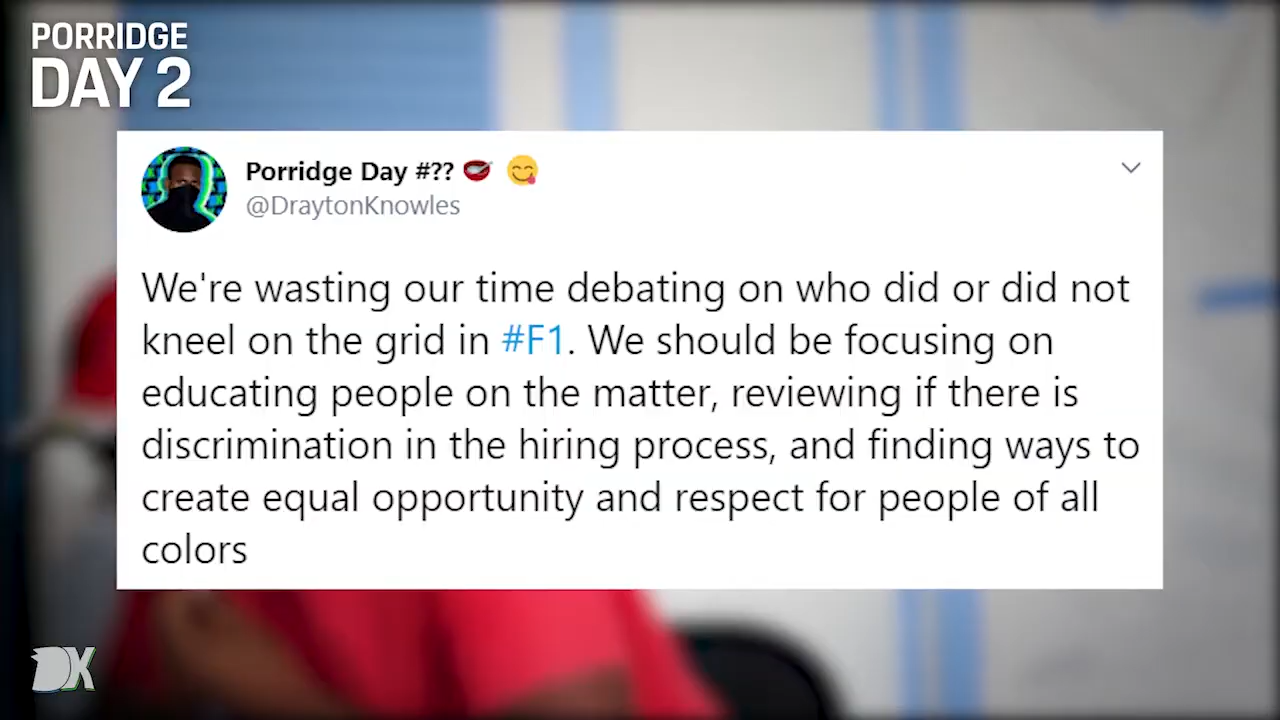 PORRIDGE
DAY 2
Porridge Day #??
@DraytonKnowles
We're wasting our time debating on who did or did not
kneel on the grid in #F1. We should be focusing on
educating people on the matter, reviewing if there is
discrimination in the hiring process, and finding ways to
create equal opportunity and respect for people of all
colors
DK